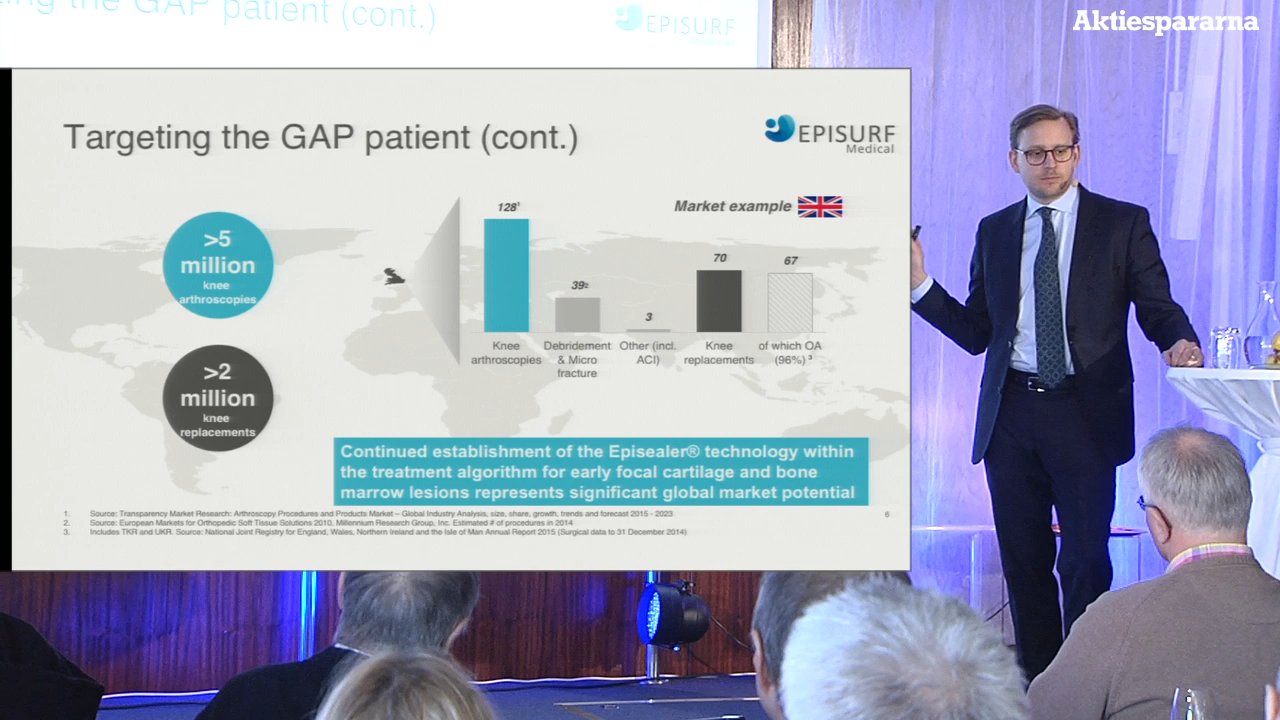 ing the GAP patient (cont.)
EPISURF
Medical
Aktiespararna
Targeting the GAP patient (cont.)
EPISURF
Medical
>5
million
knee
arthroscopies
>2
million
knee
replacements
Market example
128¹
39²
3
70
67
Knee
arthroscopies
Debridement
& Micro
fracture
Other (incl.
ACI)
Knee
replacements
of which OA
(96%) ³
Continued establishment of the Episealer® technology within
the treatment algorithm for early focal cartilage and bone
marrow lesions represents significant global market potential
1. Source: Transparency Market Research: Arthroscopy Procedures and Products Market – Global Industry Analysis, size, share, growth, trends and forecast 2015 - 2023
2. Source: European Markets for Orthopedic Soft Tissue Solutions 2010, Millennium Research Group, Inc. Estimated # of procedures in 2014
3. Includes TKR and UKR. Source: National Joint Registry for England, Wales, Northern Ireland and the Isle of Man Annual Report 2015 (Surgical data to 31 December 2014)
6